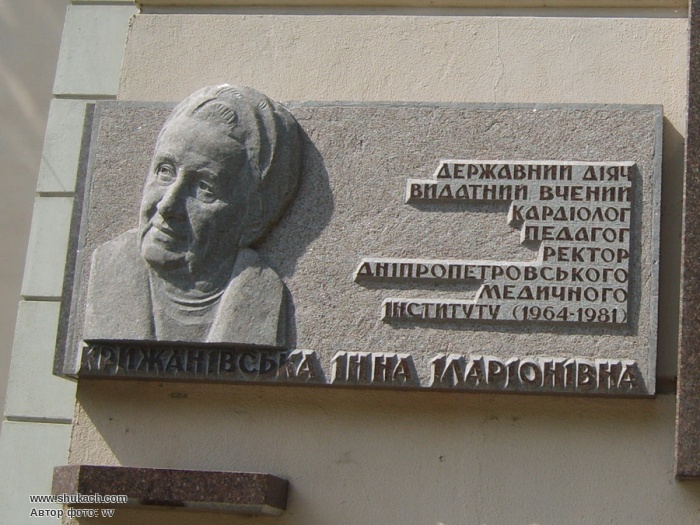 ДЕРЖАВНИЙ ДІЯЧ
ВИДАТНИЙ ВЧЕНИЙ
КАРДІОЛОГ
ПЕДАГОГ
РЕКТОР
ДНІПРОПЕТРОВСЬКОГО
МЕДИЧНОГО
ІНСТИТУТУ (1964-1981)
КРИЖАНІВСЬКА ІННА ІЛАРІОНІВНА
www.shukach.com
Автор фото: vv